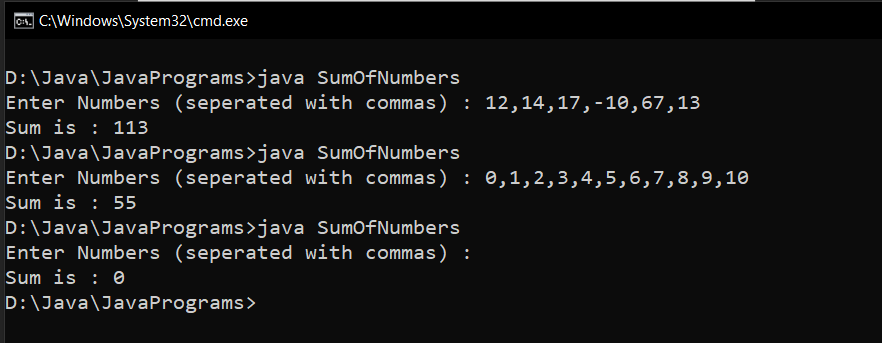 C:\Windows\System32\cmd.exe
D:\Java\JavaPrograms>java SumOfNumbers
Enter Numbers (seperated with commas) : 12,14,17,-10,67,13
Sum is : 113
D:\Java\JavaPrograms>java SumOfNumbers
Enter Numbers (seperated with commas) : 0,1,2,3,4,5,6,7,8,9,10
Sum is : 55
D:\Java\JavaPrograms>java SumOfNumbers
Enter Numbers (seperated with commas) :
Sum is : 0
D:\Java\JavaPrograms>